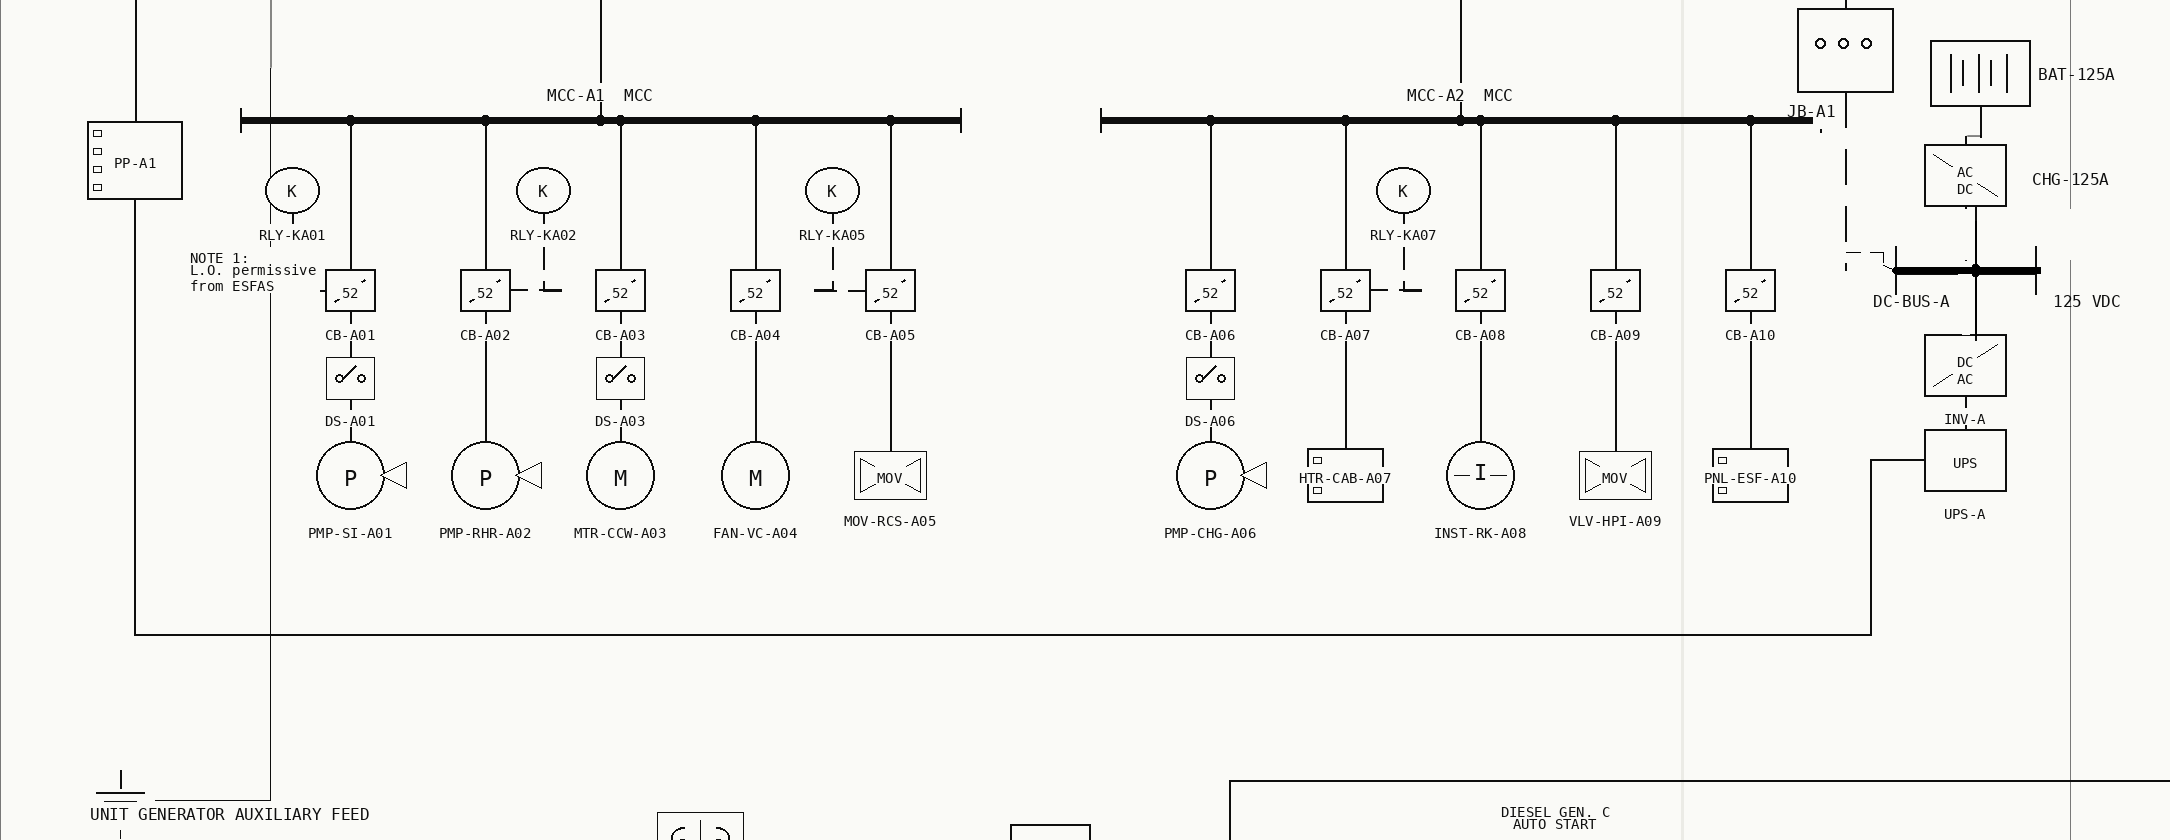 MCC-A1 MCC
MCC-A2 MCC
JB-A1
BAT-125A
PP-A1
AC
DC
CHG-125A
K
K
K
K
RLY-KA01
RLY-KA02
RLY-KA05
RLY-KA07
NOTE 1:
L.O. permissive
from ESFAS
52
52
52
52
52
52
52
52
52
52
DC-BUS-A
125 VDC
CB-A01
CB-A02
CB-A03
CB-A04
CB-A05
CB-A06
CB-A07
CB-A08
CB-A09
CB-A10
DC
AC
INV-A
DS-A01
DS-A03
DS-A06
P
P
M
M
MOV
P
HTR-CAB-A07
I
MOV
PNL-ESF-A10
UPS
UPS-A
PMP-SI-A01
PMP-RHR-A02
MTR-CCW-A03
FAN-VC-A04
MOV-RCS-A05
PMP-CHG-A06
INST-RK-A08
VLV-HPI-A09
UNIT GENERATOR AUXILIARY FEED
DIESEL GEN. C
AUTO START